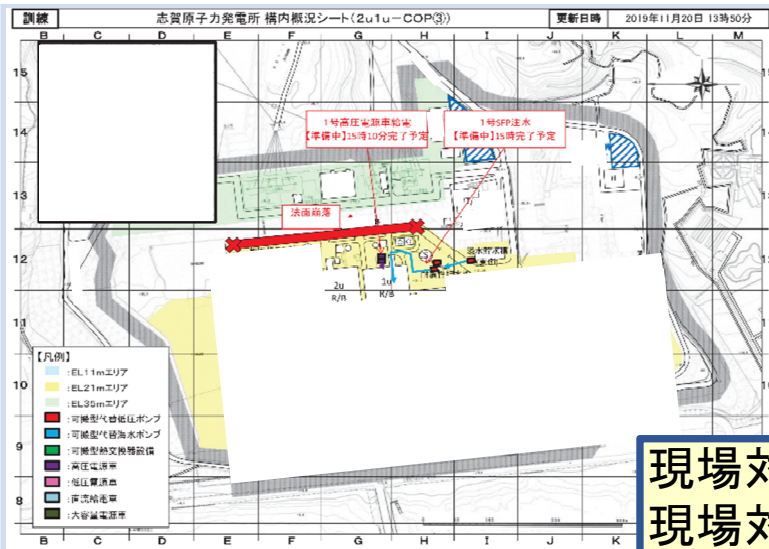 訓練
志賀原子力発電所 構内概況シート(2u1u-COP③)
更新日時
2019年11月20日 13時50分
B C D E F G H I J K L M
15
14
13
12
11
10
9
8
1号高圧電源車給電
【準備中】15時10分完了予定
1号SFP注水
【準備中】15時完了予定
法面崩落
淡水貯水槽
2u
R/B
1u
R/B
【凡例】
:EL11mエリア
:EL21mエリア
:EL35mエリア
:可搬型代替低圧ポンプ
:可搬型代替海水ポンプ
:可搬型熱交換器設備
:高圧電源車
:低圧電源車
:直流給電車
:大容量電源車
B C D E F G H I J K
現場対
現場対